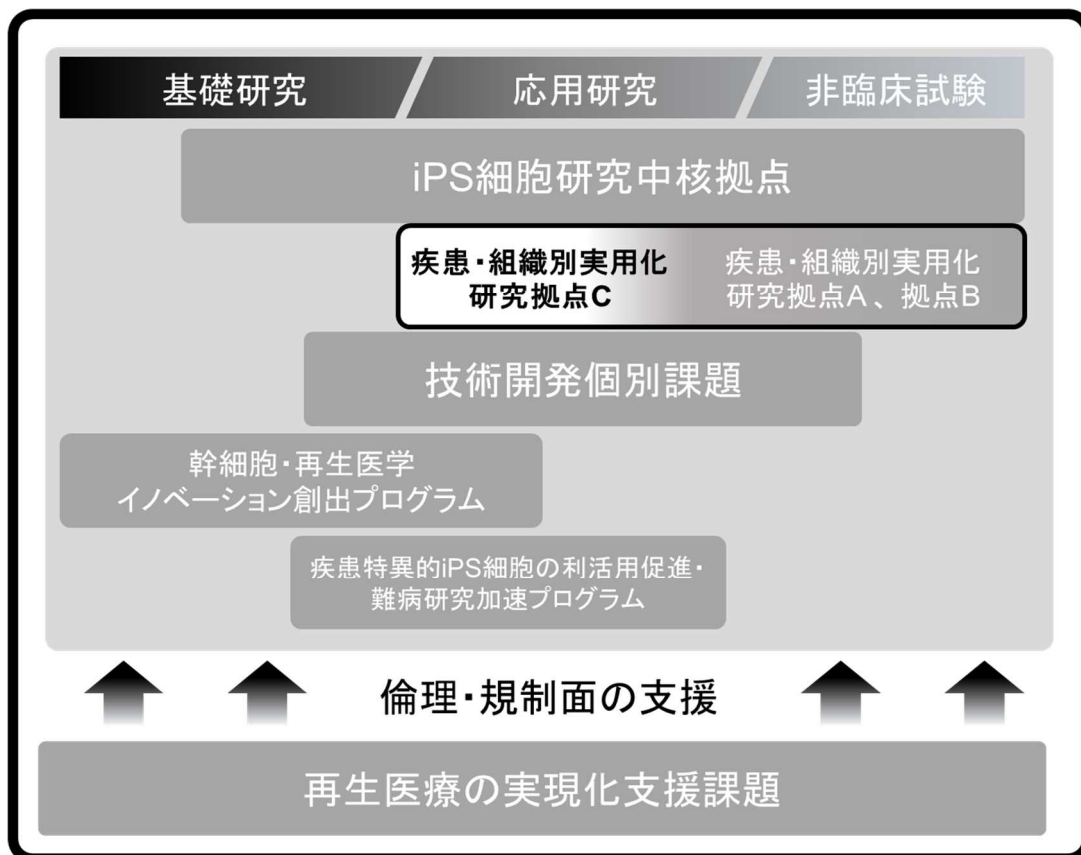 基礎研究
応用研究
非臨床試験
iPS細胞研究中核拠点
疾患・組織別実用化
研究拠点C
疾患・組織別実用化
研究拠点A 、拠点B
技術開発個別課題
幹細胞・再生医学
イノベーション創出プログラム
疾患特異的iPS細胞の利活用促進・
難病研究加速プログラム
倫理・規制面の支援
再生医療の実現化支援課題